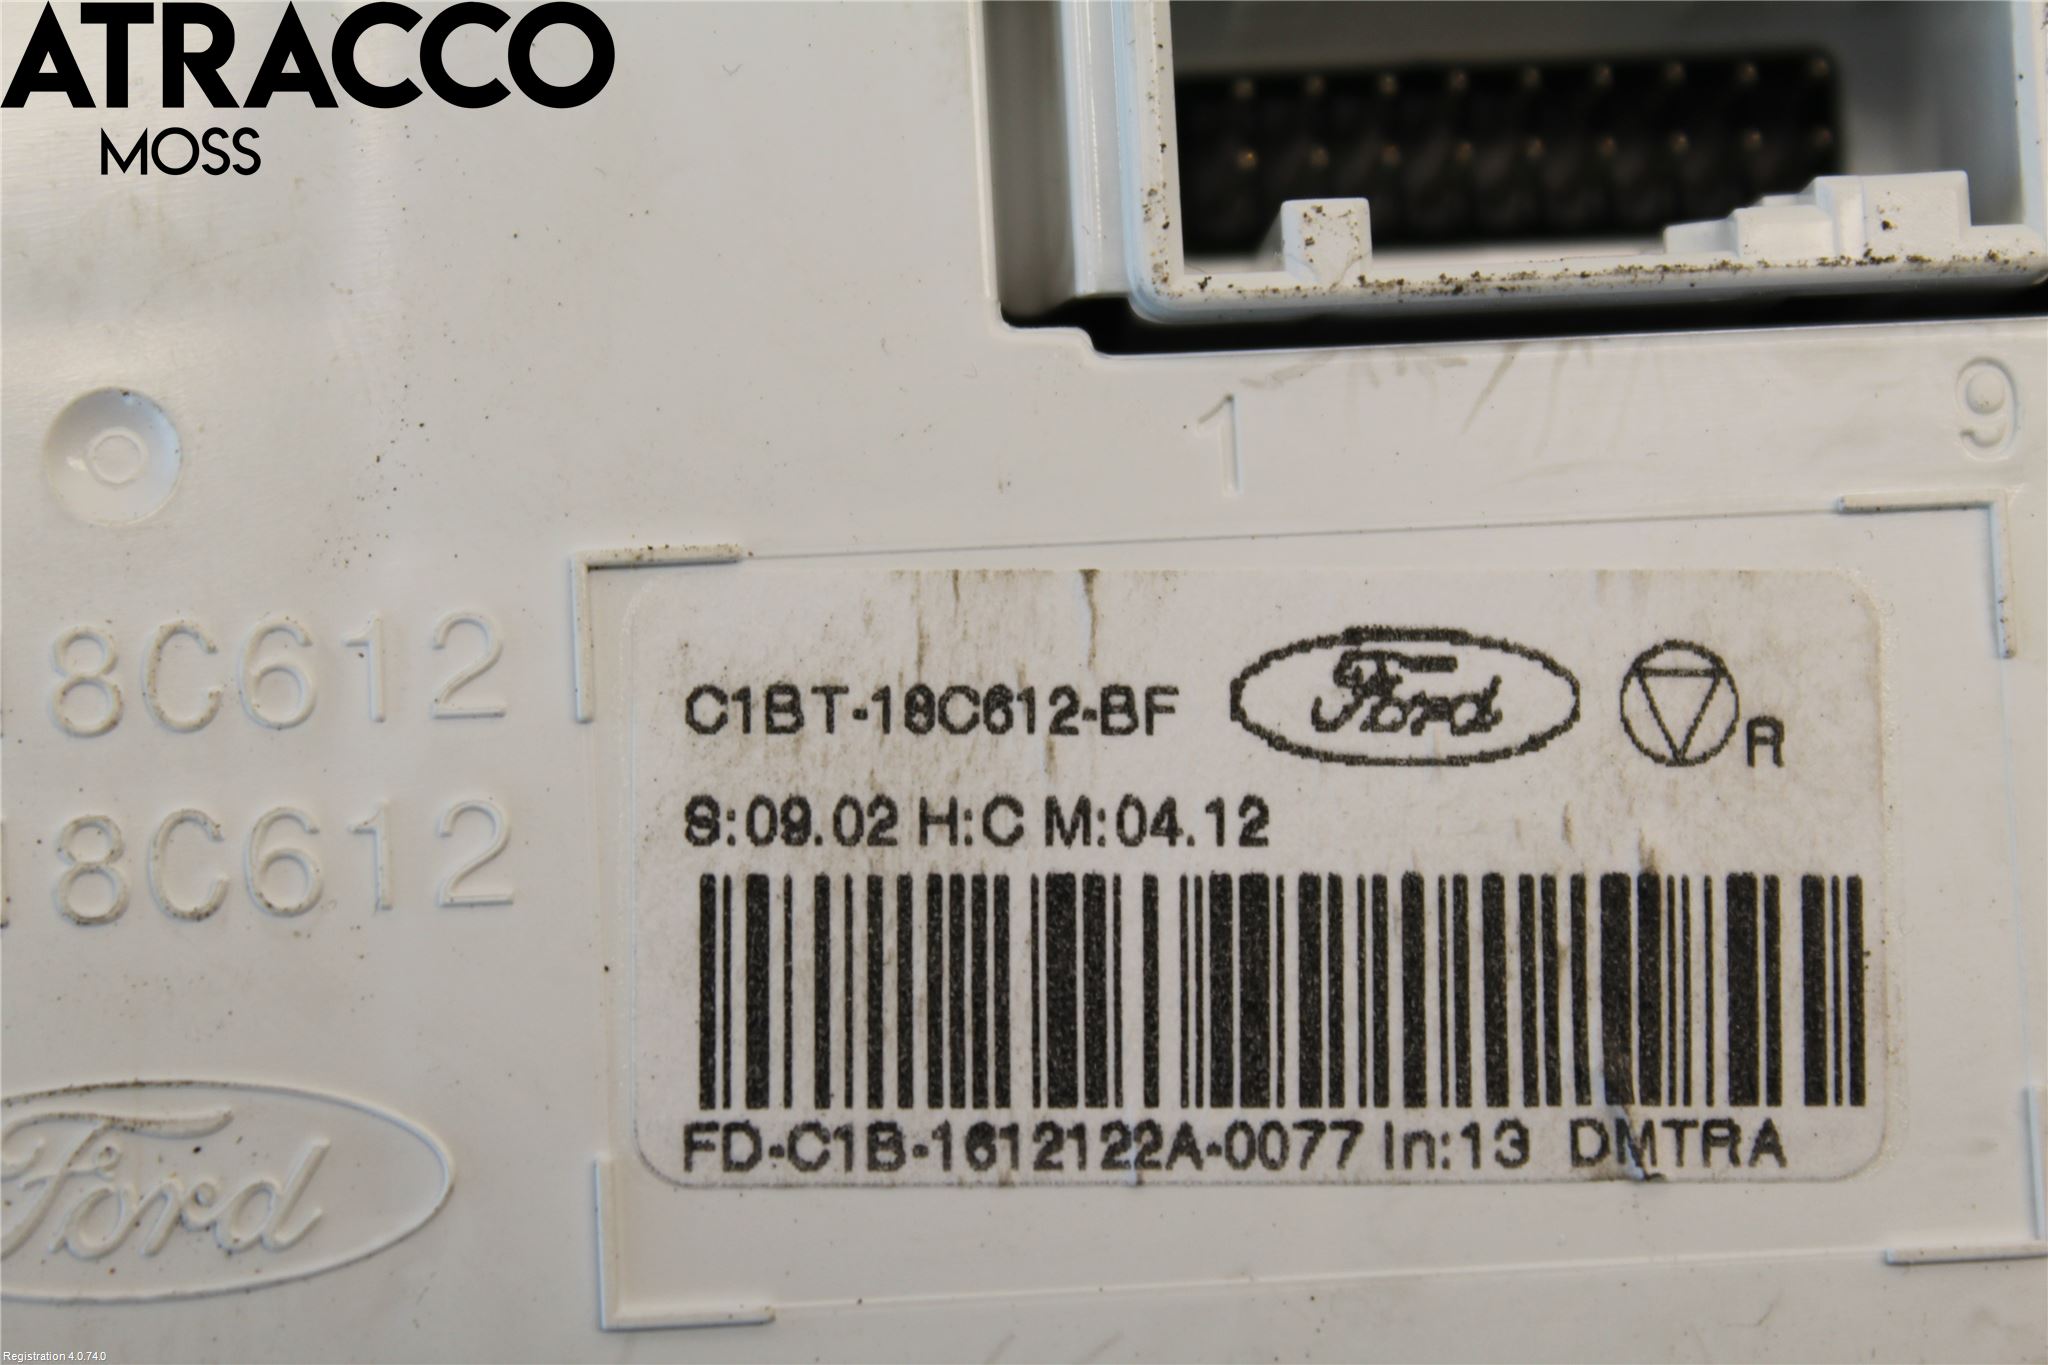 ATRACCO
MOSS
1
9
8C612
18C612
Ford
C1BT-18C612-BF Ford R
S:09.02 H:C M:04.12
FD-C1B-1612122A-0077 In:13 DMTRA
Registration 4.0.74.0